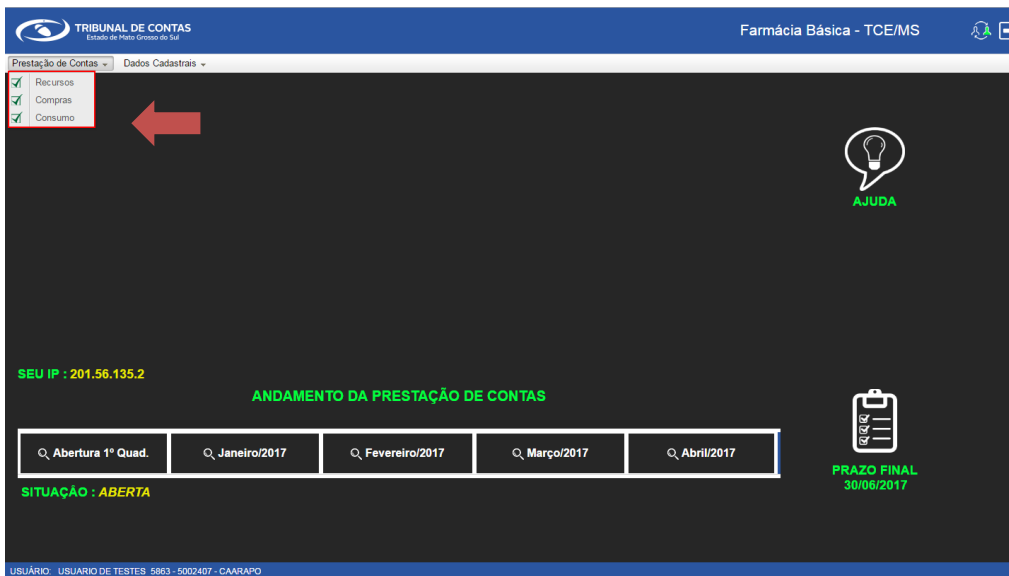 TRIBUNAL DE CONTAS
Estado de Mato Grosso do Sul
Farmácia Básica - TCE/MS
Prestação de Contas
Dados Cadastrais
Recursos
Compras
Consumo
AJUDA
SEU IP : 201.56.135.2
ANDAMENTO DA PRESTAÇÃO DE CONTAS
Abertura 1º Quad.
Janeiro/2017
Fevereiro/2017
Março/2017
Abril/2017
PRAZO FINAL
30/06/2017
SITUAÇÃO : ABERTA
USUÁRIO: USUARIO DE TESTES 5863 - 5002407 - CAARAPO